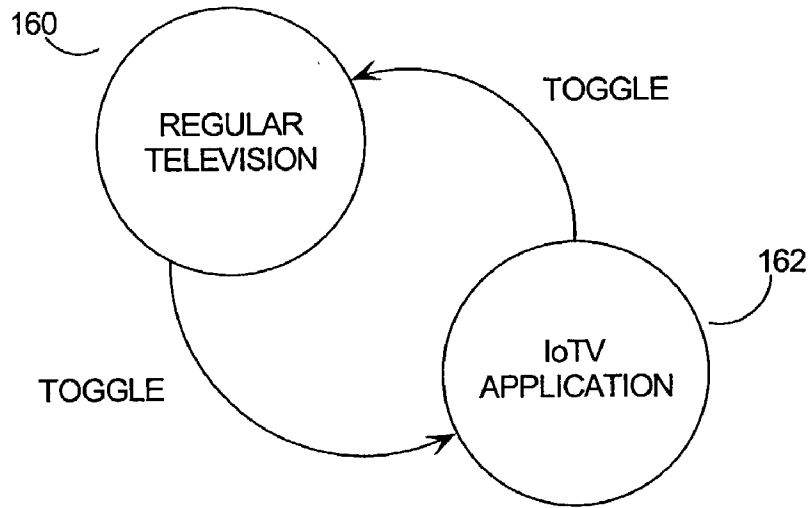 160
REGULAR
TELEVISION
TOGGLE
162
IoTV
APPLICATION
TOGGLE